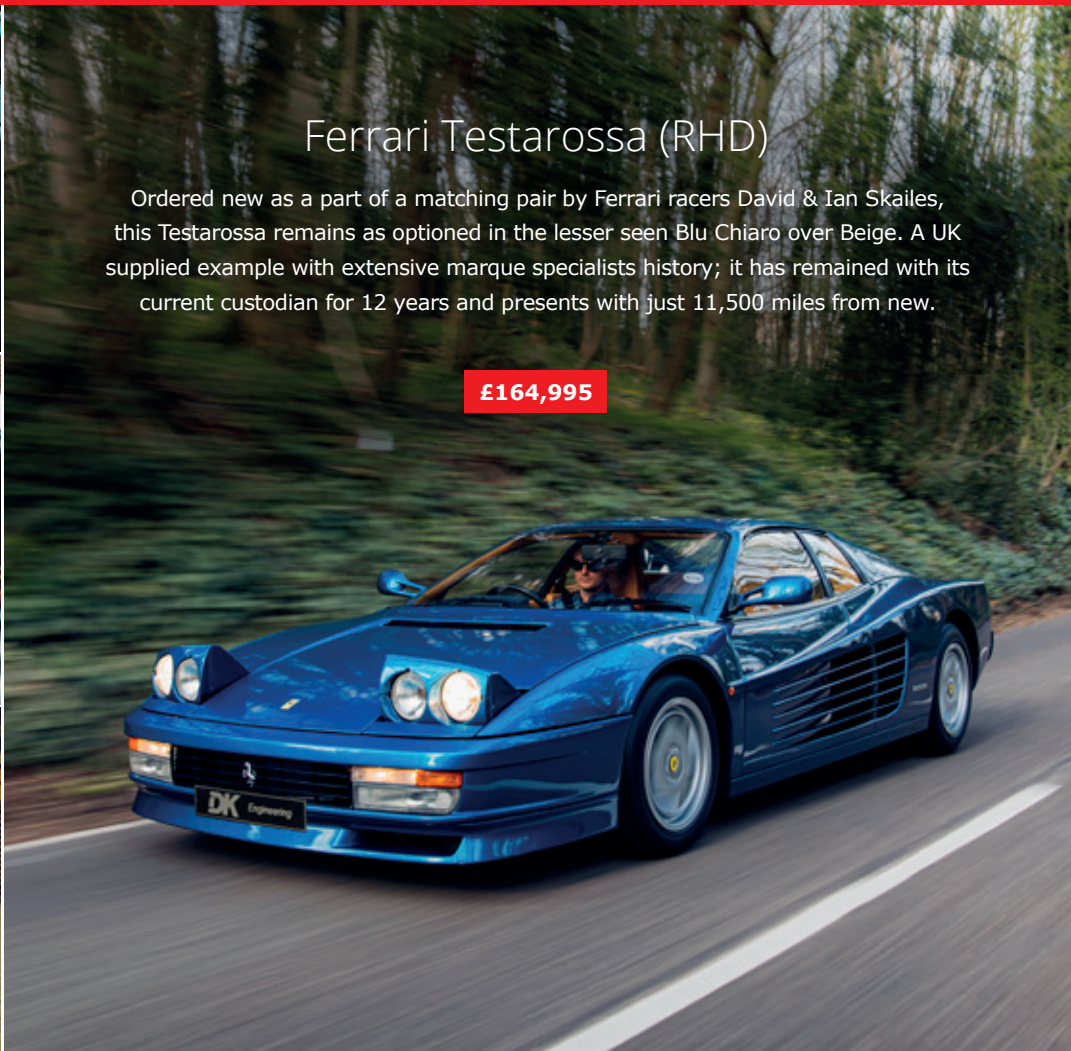 Ferrari Testarossa (RHD)
Ordered new as a part of a matching pair by Ferrari racers David & Ian Skailes,
this Testarossa remains as optioned in the lesser seen Blu Chiaro over Beige. A UK
supplied example with extensive marque specialists history; it has remained with its
current custodian for 12 years and presents with just 11,500 miles from new.
£164,995
DK Engineering